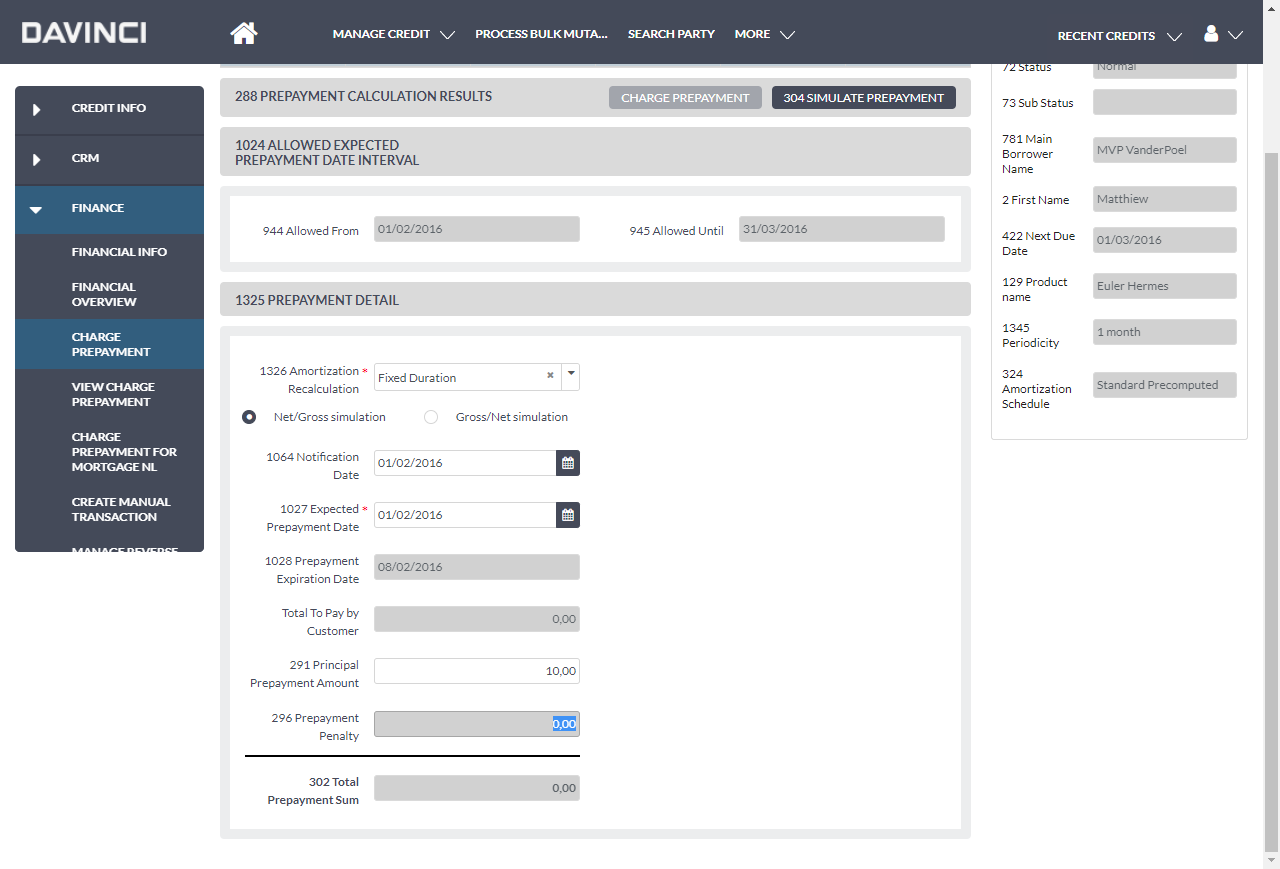 DAVINCI
MANAGE CREDIT
PROCESS BULK MUTA...
SEARCH PARTY
MORE
RECENT CREDITS
CREDIT INFO
CRM
FINANCE
FINANCIAL INFO
FINANCIAL
OVERVIEW
CHARGE
PREPAYMENT
VIEW CHARGE
PREPAYMENT
CHARGE
PREPAYMENT FOR
MORTGAGE NL
CREATE MANUAL
TRANSACTION
MANAGE REVERSE
288 PREPAYMENT CALCULATION RESULTS
CHARGE PREPAYMENT
304 SIMULATE PREPAYMENT
1024 ALLOWED EXPECTED
PREPAYMENT DATE INTERVAL
944 Allowed From 01/02/2016
945 Allowed Until 31/03/2016
1325 PREPAYMENT DETAIL
1326 Amortization *
Recalculation
Fixed Duration
Net/Gross simulation
Gross/Net simulation
1064 Notification
Date
01/02/2016
1027 Expected *
Prepayment Date
01/02/2016
1028 Prepayment
Expiration Date
08/02/2016
Total To Pay by
Customer
0,00
291 Principal
Prepayment Amount
10,00
296 Prepayment
Penalty
0,00
302 Total
Prepayment Sum
0,00
72 Status
Normal
73 Sub Status
781 Main
Borrower
Name
MVP VanderPoel
2 First Name
Matthiew
422 Next Due
Date
01/03/2016
129 Product
name
Euler Hermes
1345
Periodicity
1 month
324
Amortization
Schedule
Standard Precomputed